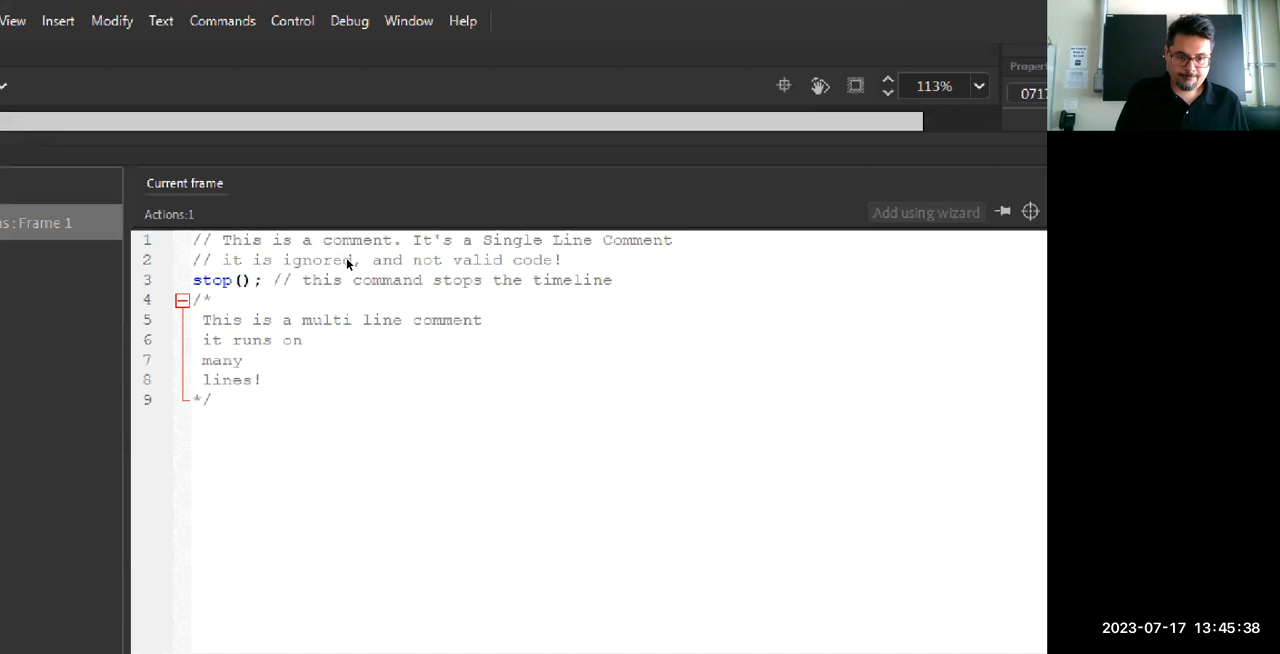 View Insert Modify Text Commands Control Debug Window Help
113%
Propert
0717
Current frame
ns : Frame 1
Actions:1
Add using wizard
1 // This is a comment. It's a Single Line Comment
2 // it is ignored, and not valid code!
3 stop(); // this command stops the timeline
4 /*
5 This is a multi line comment
6 it runs on
7 many
8 lines!
9 */
2023-07-17 13:45:38